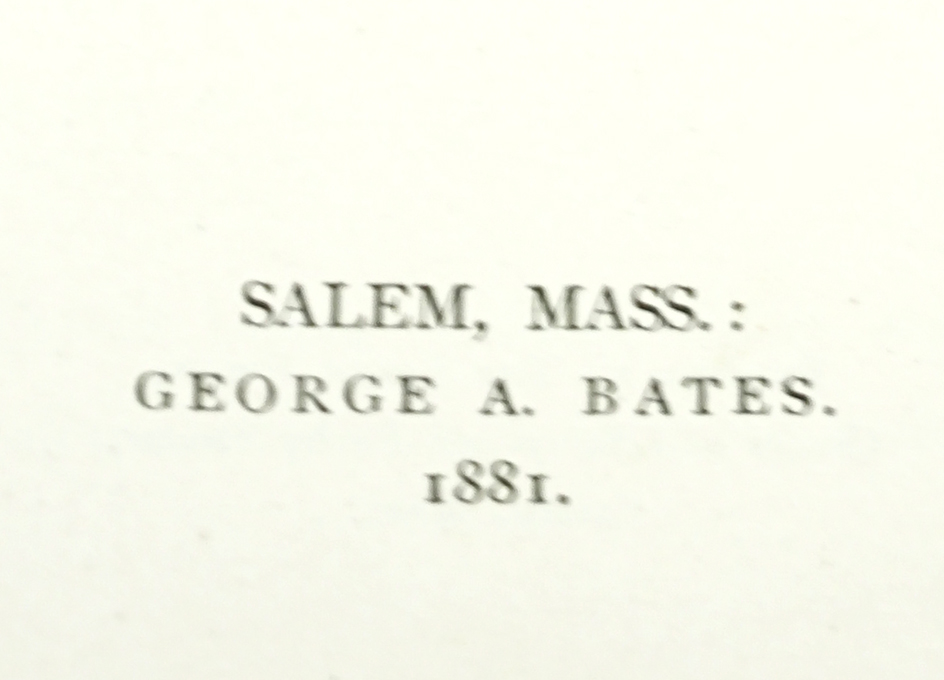 SALEM, MASS.:
GEORGE A. BATES.
1881.